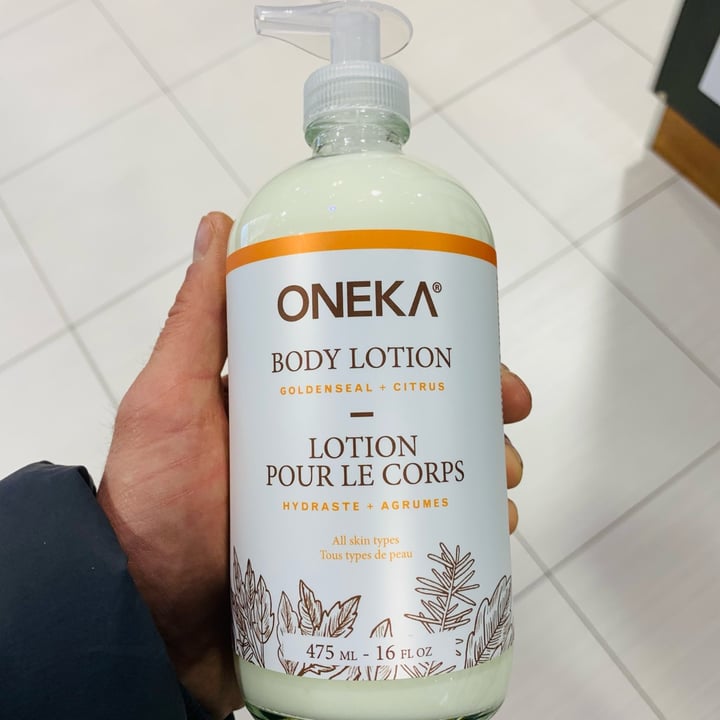 ONEKA®
BODY LOTION
GOLDENSEAL + CITRUS
LOTION
POUR LE CORPS
HYDRASTE + AGRUMES
All skin types
Tous types de peau
475 ML - 16 FL OZ